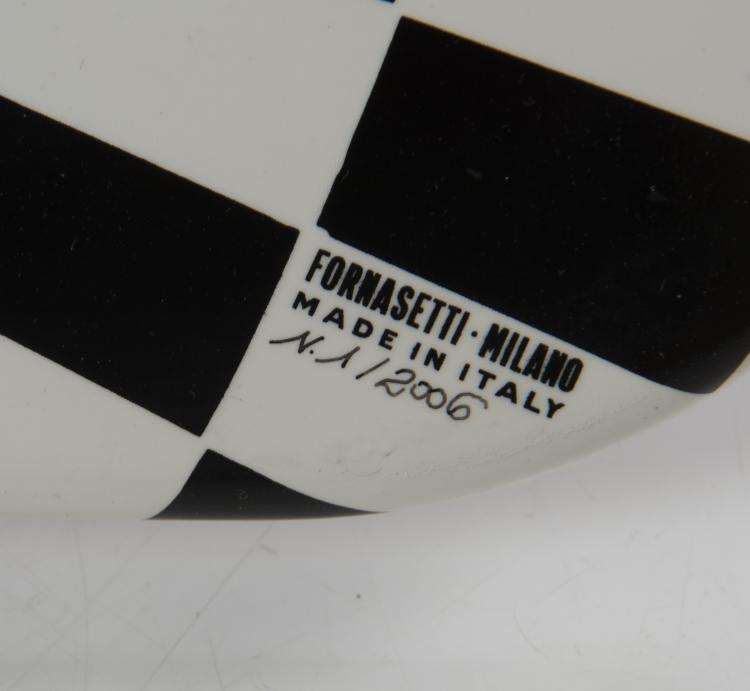 FORNASETTI · MILANO
MADE IN ITALY
N. 1/2006